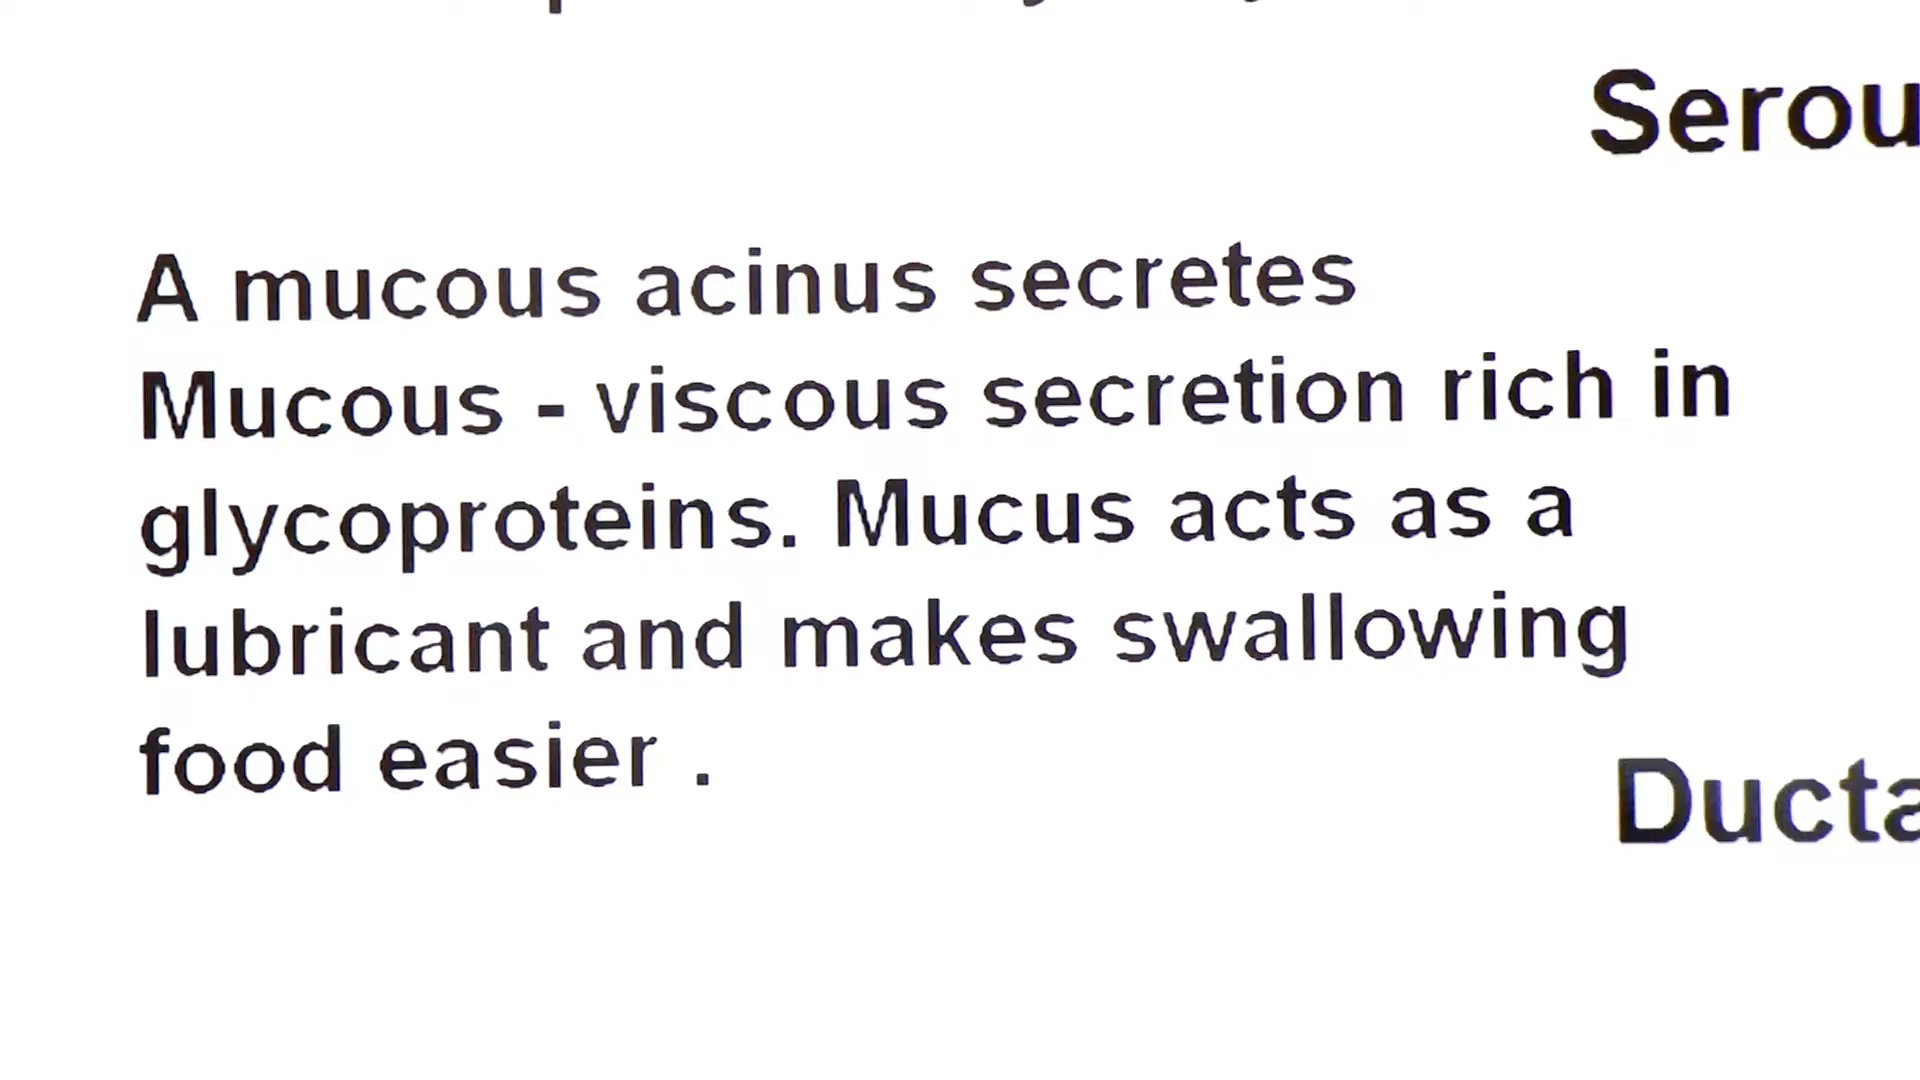 Serou
A mucous acinus secretes
Mucous - viscous secretion rich in
glycoproteins. Mucus acts as a
lubricant and makes swallowing
food easier .
Ducta